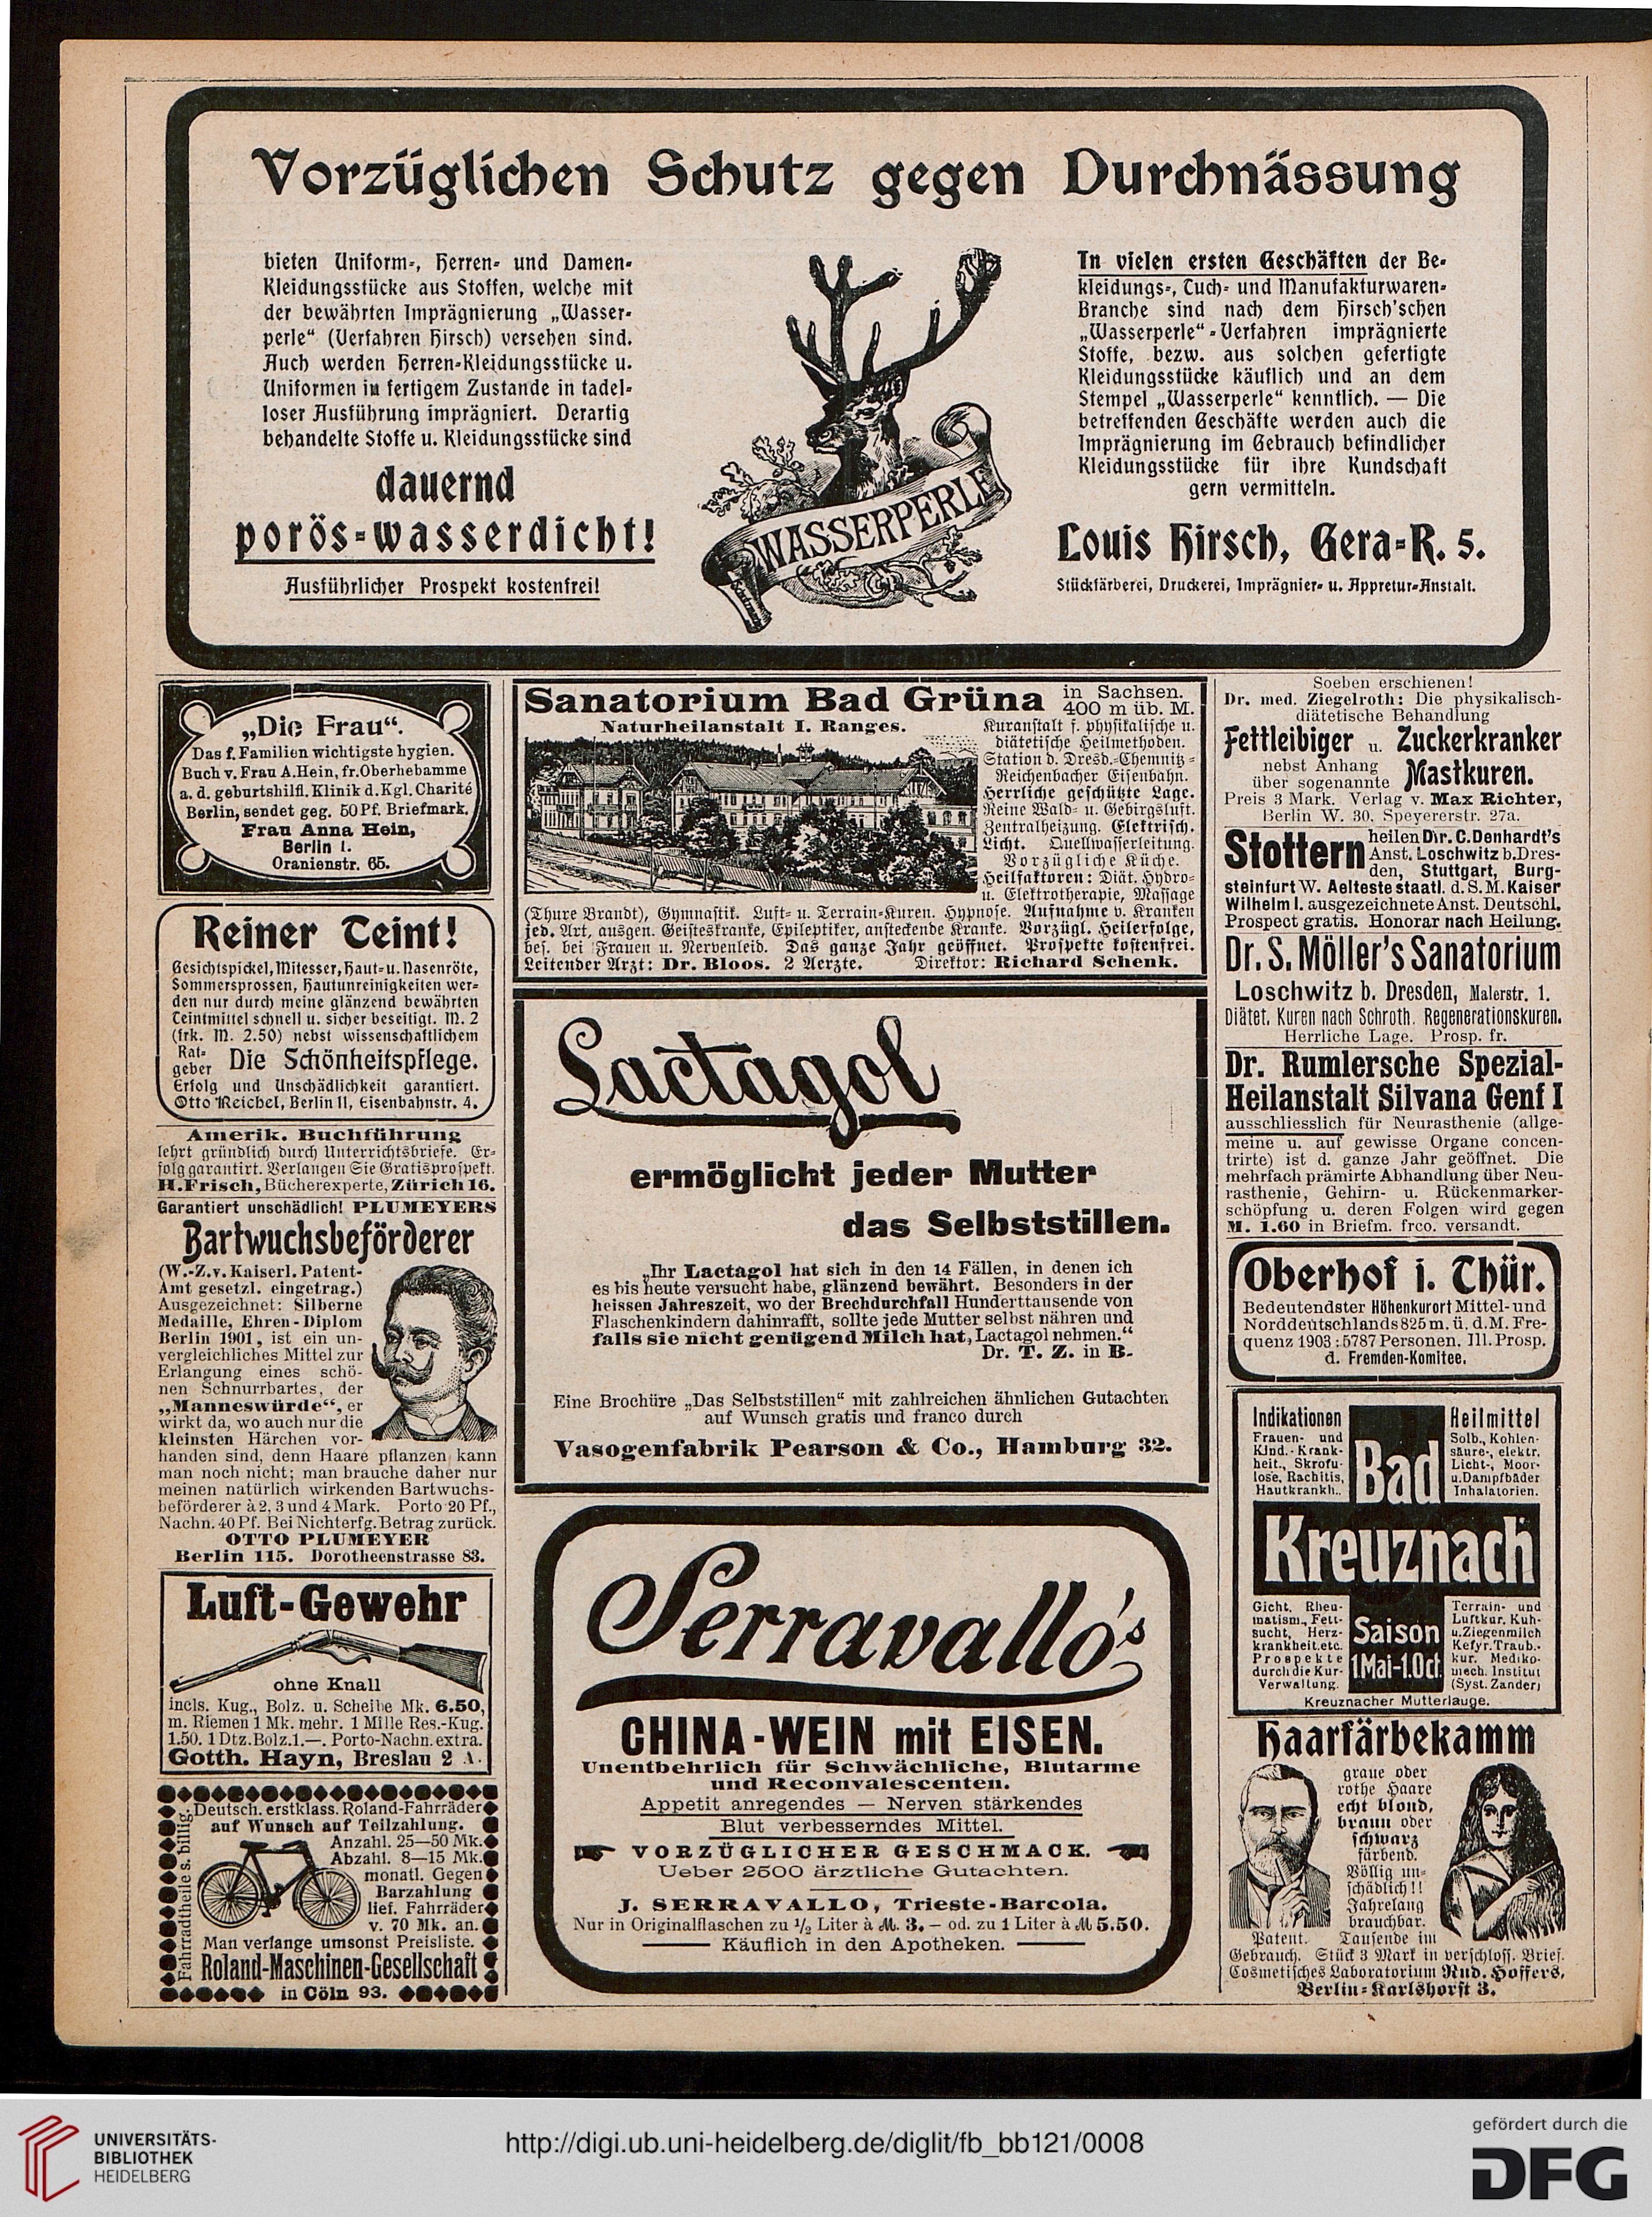 Vorzüglichen Schutz gegen Durchnässung
bieten Uniform-, Herren- und Damen-
Kleidungsstücke aus Stoffen, welche mit
der bewährten Imprägnierung „Wasser-
perle“ (Verfahren Hirsch) versehen sind.
Auch werden Herren-Kleidungsstücke u.
Uniformen in fertigem Zustande in tadel-
loser Ausführung imprägniert. Derartig
behandelte Stoffe u. Kleidungsstücke sind
dauernd
porös-wasserdicht!
Ausführlicher Prospekt kostenfrei!
WASSERPERLE
In vielen ersten Geschäften der Be-
kleidungs-, Tuch- und Manufakturwaren-
Branche sind nach dem Hirsch'schen
„Wasserperle“-Verfahren imprägnierte
Stoffe, bezw. aus solchen gefertigte
Kleidungsstücke käuflich und an dem
Stempel „Wasserperle“ kenntlich. — Die
betreffenden Geschäfte werden auch die
Imprägnierung im Gebrauch befindlicher
Kleidungsstücke für ihre Kundschaft
gern vermitteln.
Louis Hirsch, Gera-R. 5.
Stückfärberei, Druckerei, Imprägnier- u. Appretur-Anstalt.
„Die Frau“.
Das f. Familien wichtigste hygien.
Buch v. Frau A. Hein, fr. Oberhebamme
a. d. geburtshilfl. Klinik d. Kgl. Charité
Berlin, sendet geg. 50 Pf. Briefmark.
Frau Anna Hein,
Berlin I.
Oranienstr. 65.
Reiner Teint!
Gesichtspickel, Mitesser, Haut- u. Nasenröte,
Sommersprossen, Hautunreinigkeiten wer-
den nur durch meine glänzend bewährten
Teintmittel schnell u. sicher beseitigt. M. 2
(frk. M. 2.50) nebst wissenschaftlichem
Rat-
geber Die Schönheitspflege.
Erfolg und Unschädlichkeit garantiert.
Otto Reichel, Berlin 11, Eisenbahnstr. 4.
Amerik. Buchführung
lehrt gründlich durch Unterrichtsbriefe. Er-
folg garantirt. Verlangen Sie Gratisprospekt.
H. Frisch, Bücherexperte, Zürich 16.
Garantiert unschädlich! PLUMEYERS
Bartwuchsbeförderer
(W.-Z. v. Kaiserl. Patent-
Amt gesetzl. eingetrag.)
Ausgezeichnet: Silberne
Medaille, Ehren-Diplom
Berlin 1901, ist ein un-
vergleichliches Mittel zur
Erlangung eines schö-
nen Schnurrbartes, der
„Manneswürde“, er
wirkt da, wo auch nur die
kleinsten Härchen vor-
handen sind, denn Haare pflanzen kann
man noch nicht; man brauche daher nur
meinen natürlich wirkenden Bartwuchs-
beförderer à 2, 3 und 4 Mark. Porto 20 Pf.,
Nachn. 40 Pf. Bei Nichterfg. Betrag zurück.
OTTO PLUMEYER
Berlin 115. Dorotheenstrasse 83.
Luft-Gewehr
ohne Knall
incls. Kug., Bolz. u. Scheibe Mk. 6.50,
m. Riemen 1 Mk. mehr. 1 Mille Res.-Kug.
1.50. 1 Dtz. Bolz. 1.—. Porto-Nachn. extra.
Gotth. Hayn, Breslau 2 A.
Fahrradtheile s. billig.
Deutsch. erstklass. Roland-Fahrräder
auf Wunsch auf Teilzahlung.
Anzahl. 25—50 Mk.
Abzahl. 8—15 Mk.
monatl. Gegen
Barzahlung
lief. Fahrräder
v. 70 Mk. an.
Man verlange umsonst Preisliste.
Roland-Maschinen-Gesellschaft
in Cöln 93.
Sanatorium Bad Grüna in Sachsen.
400 m üb. M.
Naturheilanstalt I. Ranges.
Kuranstalt f. physikalische u.
diätetische Heilmethoden.
Station d. Dresd.-Chemnitz-
Reichenbacher Eisenbahn.
Herrliche geschützte Lage.
Reine Wald- u. Gebirgsluft.
Zentralheizung. Elektrisch.
Licht. Quellwasserleitung.
Vorzügliche Küche.
Heilfaktoren: Diät. Hydro-
u. Elektrotherapie, Massage
(Thure Brandt), Gymnastik. Luft- u. Terrain-Kuren. Hypnose. Aufnahme v. Kranken
jed. Art, ausgen. Geisteskranke, Epileptiker, ansteckende Kranke. Vorzügl. Heilerfolge,
bes. bei Frauen u. Nervenleid. Das ganze Jahr geöffnet. Prospekte kostenfrei.
Leitender Arzt: Dr. Bloos. 2 Aerzte. Direktor: Richard Schenk.
Lactagol
ermöglicht jeder Mutter
das Selbststillen.
„Ihr Lactagol hat sich in den 14 Fällen, in denen ich
es bis heute versucht habe, glänzend bewährt. Besonders in der
heissen Jahreszeit, wo der Brechdurchfall Hunderttausende von
Flaschenkindern dahinrafft, sollte jede Mutter selbst nähren und
falls sie nicht genügend Milch hat, Lactagol nehmen.“
Dr. T. Z. in B.
Eine Brochüre „Das Selbststillen“ mit zahlreichen ähnlichen Gutachten
auf Wunsch gratis und franco durch
Vasogenfabrik Pearson & Co., Hamburg 32.
Serravallo's
CHINA-WEIN mit EISEN.
Unentbehrlich für Schwächliche, Blutarme
und Reconvalescenten.
Appetit anregendes — Nerven stärkendes
Blut verbesserndes Mittel.
VORZÜGLICHER GESCHMACK.
Ueber 2500 ärztliche Gutachten.
J. SERRAVALLO, Trieste-Barcola.
Nur in Originalflaschen zu ½ Liter à M. 3.— od. zu 1 Liter à M 5.50.
Käuflich in den Apotheken.
Soeben erschienen!
Dr. med. Ziegelroth: Die physikalisch-
diätetische Behandlung
Fettleibiger u. Zuckerkranker
nebst Anhang
über sogenannte Mastkuren.
Preis 3 Mark. Verlag v. Max Richter,
Berlin W. 30, Speyererstr. 27a.
Stottern heilen Dir. C. Denhardt's
Anst. Loschwitz b. Dres-
den, Stuttgart, Burg-
steinfurt W. Aelteste staatl. d. S. M. Kaiser
Wilhelm I. ausgezeichnete Anst. Deutschl.
Prospect gratis. Honorar nach Heilung.
Dr. S. Möller's Sanatorium
Loschwitz b. Dresden, Malerstr. 1.
Diätet. Kuren nach Schroth. Regenerationskuren.
Herrliche Lage. Prosp. fr.
Dr. Rumlersche Spezial-
Heilanstalt Silvana Genf I
ausschliesslich für Neurasthenie (allge-
meine u. auf gewisse Organe concen-
trirte) ist d. ganze Jahr geöffnet. Die
mehrfach prämirte Abhandlung über Neu-
rasthenie, Gehirn- u. Rückenmarker-
schöpfung u. deren Folgen wird gegen
M. 1.60 in Briefm. frco. versandt.
Oberhof i. Thür.
Bedeutendster Höhenkurort Mittel- und
Norddeutschlands 825 m. ü. d. M. Fre-
quenz 1903: 5787 Personen. Ill. Prosp.
d. Fremden-Komitee.
Indikationen
Frauen- und
Kind.-Krank-
heit., Skrofu-
lose, Rachitis,
Hautkrankh.
Bad
Heilmittel
Solb., Kohlen-
säure-, elektr.
Licht-, Moor-
u. Dampfbäder
Inhalatorien.
Kreuznach
Gicht, Rheu-
matism., Fett-
sucht, Herz-
krankheit. etc.
Prospekte
durch die Kur-
Verwaltung.
Saison
1. Mai-1. Oct.
Terrain- und
Luftkur. Kuh-
u. Ziegenmilch
Kefyr. Traub.-
kur. Mediko-
mech. Institut
(Syst. Zander)
Kreuznacher Mutterlauge.
Haarfärbekamm
graue oder
rothe Haare
echt blond,
braun oder
schwarz
färbend.
Völlig un-
schädlich!!
Jahrelang
brauchbar.
Patent. Tausende im
Gebrauch. Stück 3 Mark in verschloss. Brief.
Cosmetisches Laboratorium Rud. Hoffers,
Berlin-Karlshorst 3.
UNIVERSITÄTS-
BIBLIOTHEK
HEIDELBERG
http://digi.ub.uni-heidelberg.de/diglit/fb_bb121/0008
gefördert durch die
DFG